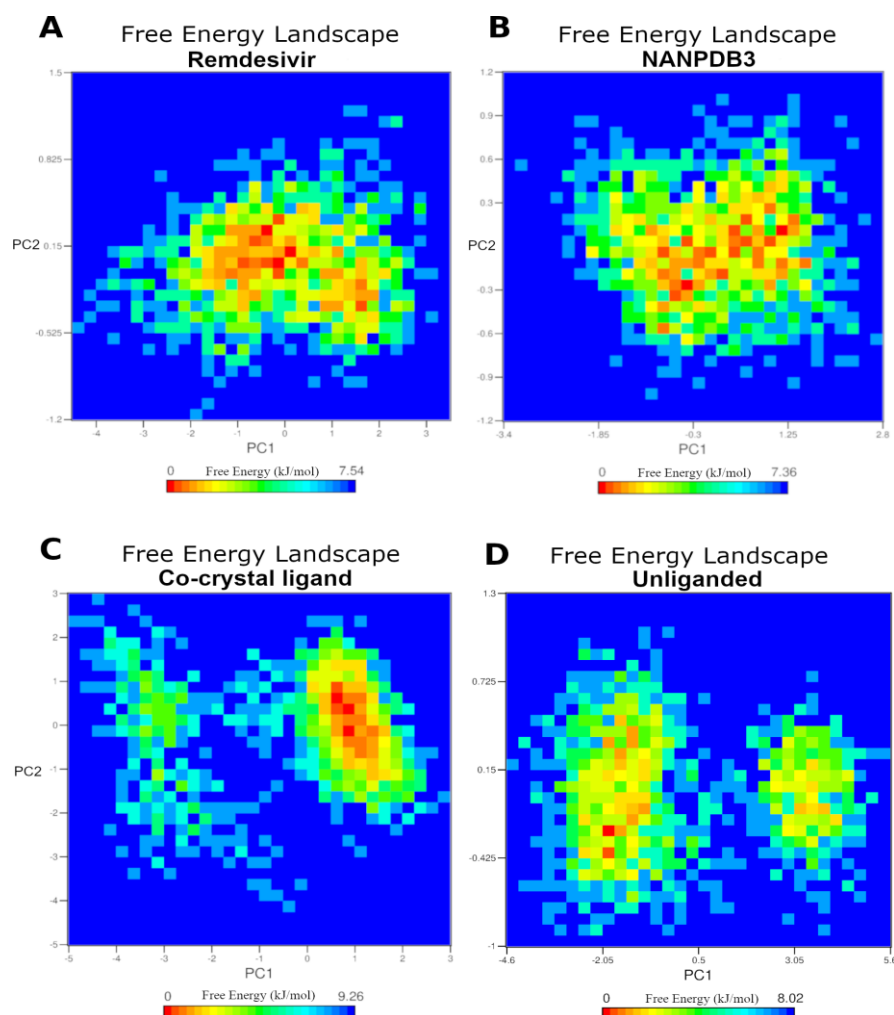 A
Free Energy Landscape
Remdesivir
1.5
0.825
PC2
0.15
-0.525
-1.2
-4
-3
-2
-1
0
1
2
3
PC1
0
Free Energy (kJ/mol)
7.54
B
Free Energy Landscape
NANPDB3
1.2
0.9
0.6
0.3
PC2
-0.3
-0.6
-0.9
-1.2
-3.4
-1.85
-0.3
1.25
2.8
PC1
0
Free Energy (kJ/mol)
7.36
C
Free Energy Landscape
Co-crystal ligand
3
2
1
0
-1
PC2
-2
-3
-4
-5
-5
-4
-3
-2
-1
0
1
2
3
PC1
0
Free Energy (kJ/mol)
9.26
D
Free Energy Landscape
Unliganded
1.3
0.725
0.15
PC2
-0.425
-1
-4.6
-2.05
0.5
3.05
5.6
PC1
0
Free Energy (kJ/mol)
8.02